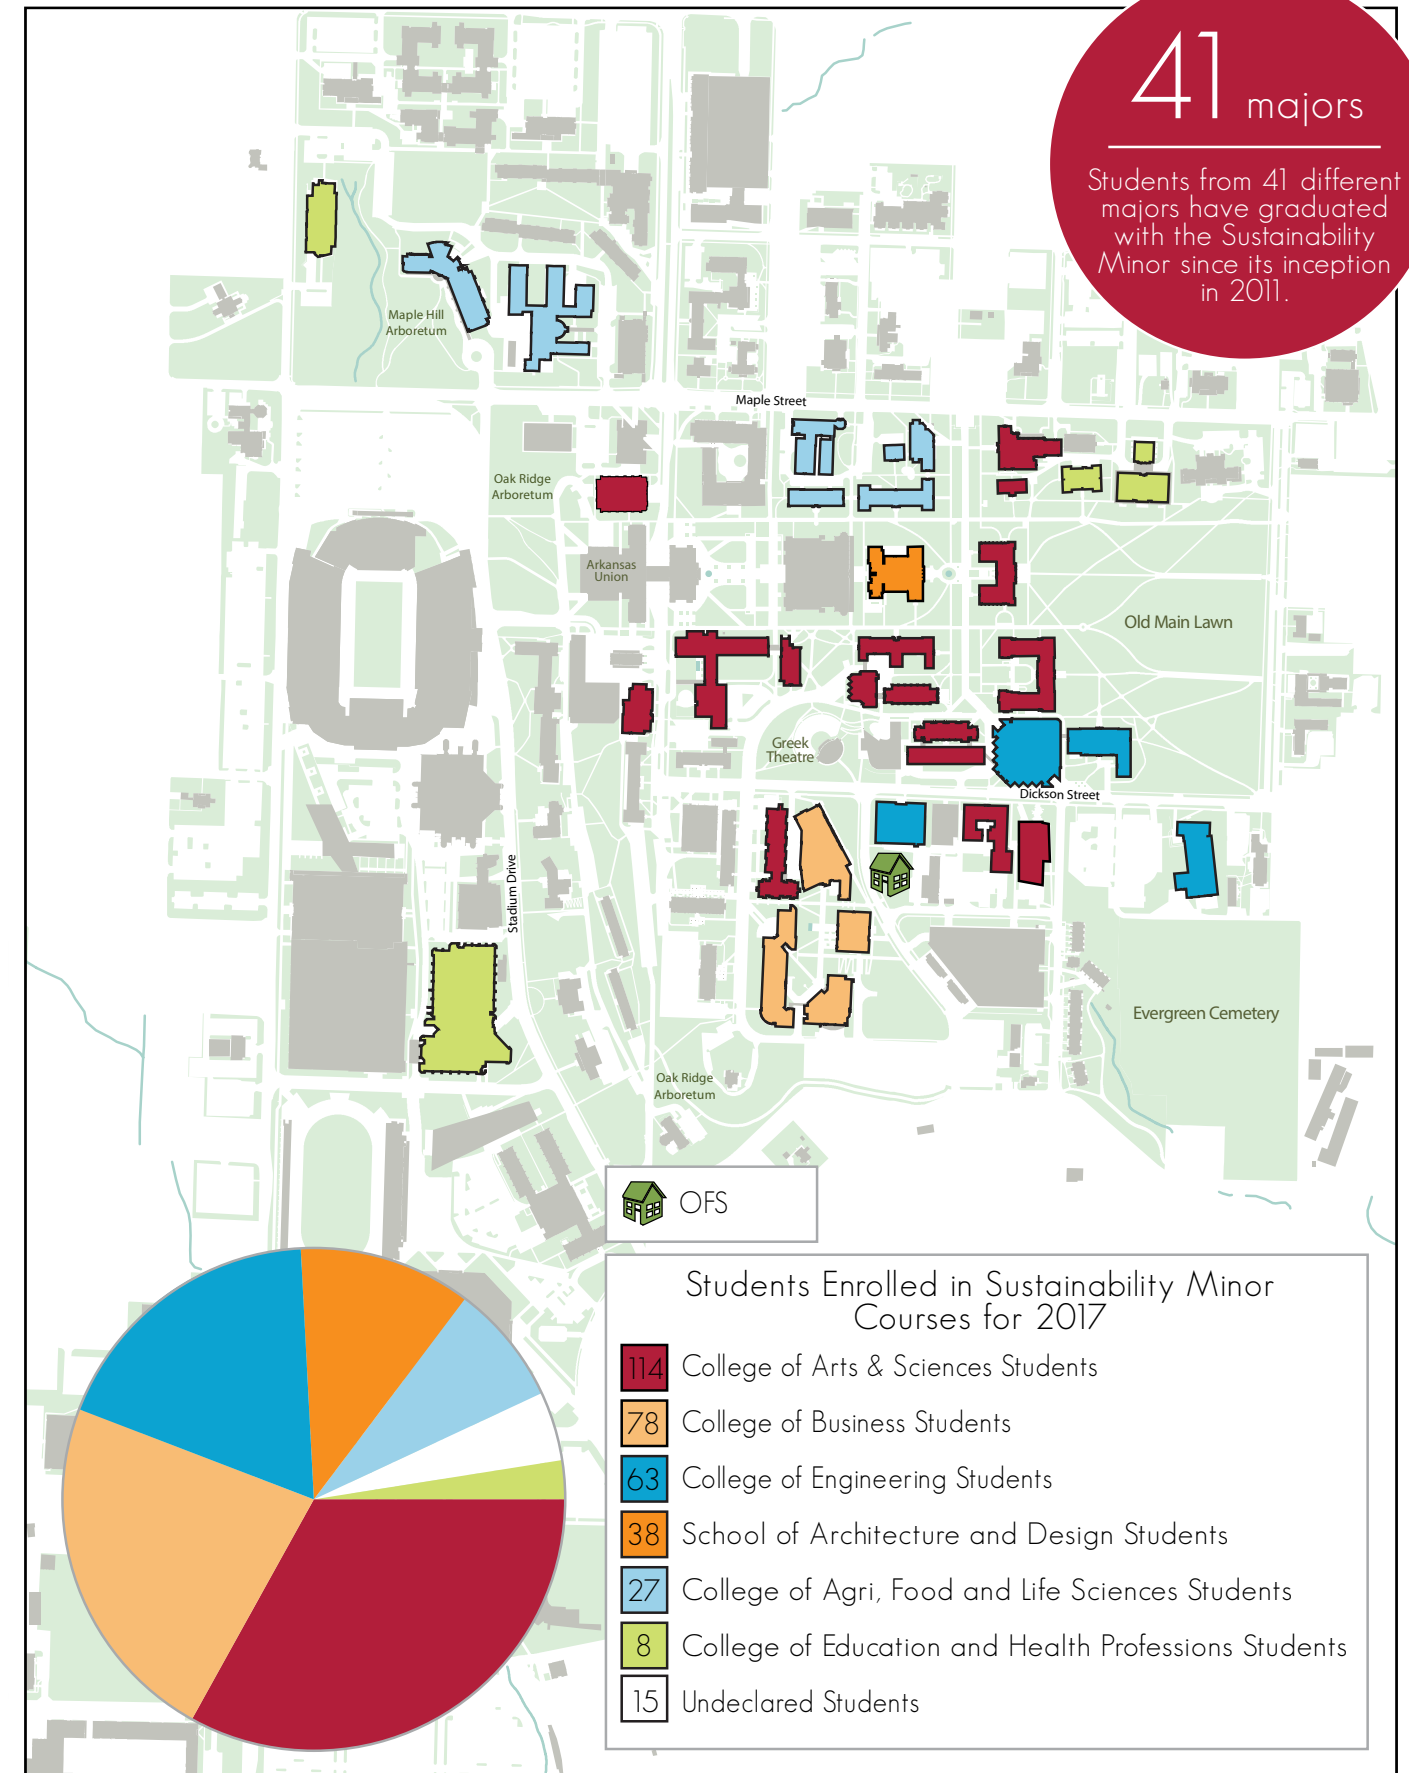 41 majors
Students from 41 different
majors have graduated
with the Sustainability
Minor since its inception
in 2011.
Maple Hill
Arboretum
Maple Street
Oak Ridge
Arboretum
Arkansas
Union
Old Main Lawn
Greek
Theatre
Dickson Street
Stadium Drive
Evergreen Cemetery
Oak Ridge
Arboretum
OFS
Students Enrolled in Sustainability Minor
Courses for 2017
114 College of Arts & Sciences Students
78 College of Business Students
63 College of Engineering Students
38 School of Architecture and Design Students
27 College of Agri, Food and Life Sciences Students
8 College of Education and Health Professions Students
15 Undeclared Students